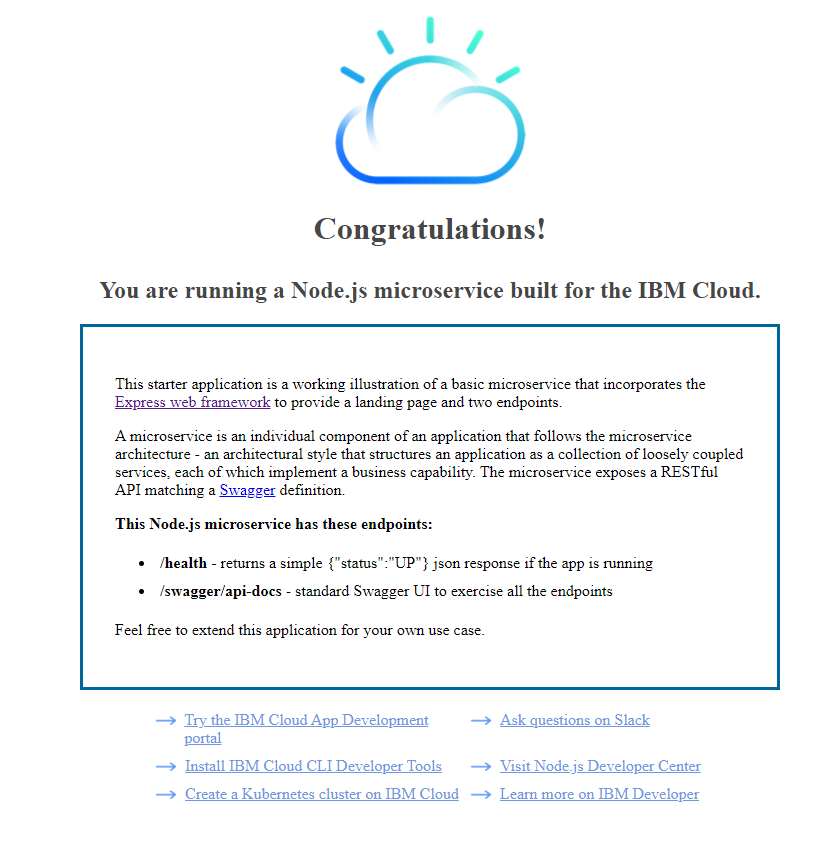 Congratulations!
You are running a Node.js microservice built for the IBM Cloud.
This starter application is a working illustration of a basic microservice that incorporates the
Express web framework to provide a landing page and two endpoints.
A microservice is an individual component of an application that follows the microservice
architecture - an architectural style that structures an application as a collection of loosely coupled
services, each of which implement a business capability. The microservice exposes a RESTful
API matching a Swagger definition.
This Node.js microservice has these endpoints:
• /health - returns a simple {"status":"UP"} json response if the app is running
• /swagger/api-docs - standard Swagger UI to exercise all the endpoints
Feel free to extend this application for your own use case.
Try the IBM Cloud App Development
portal
Install IBM Cloud CLI Developer Tools
Create a Kubernetes cluster on IBM Cloud
Ask questions on Slack
Visit Node.js Developer Center
Learn more on IBM Developer